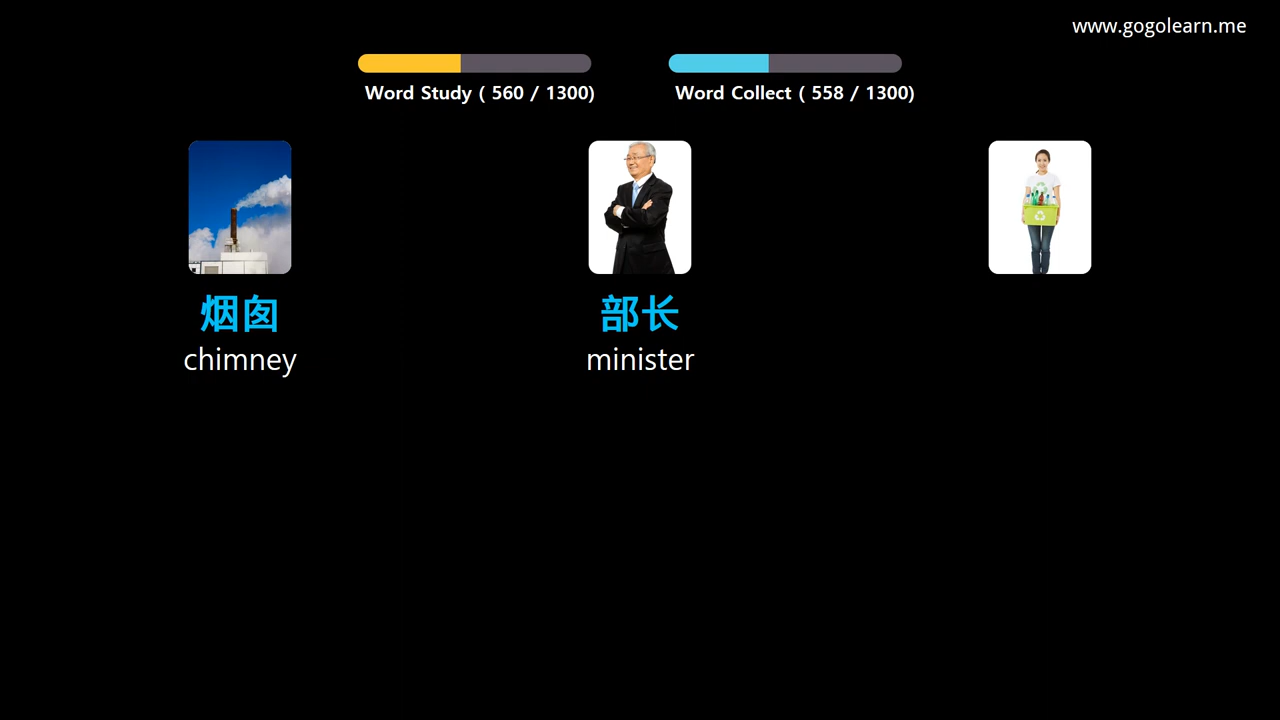 www.gogolearn.me
Word Study ( 560 / 1300)
Word Collect ( 558 / 1300)
烟囱
chimney
部长
minister